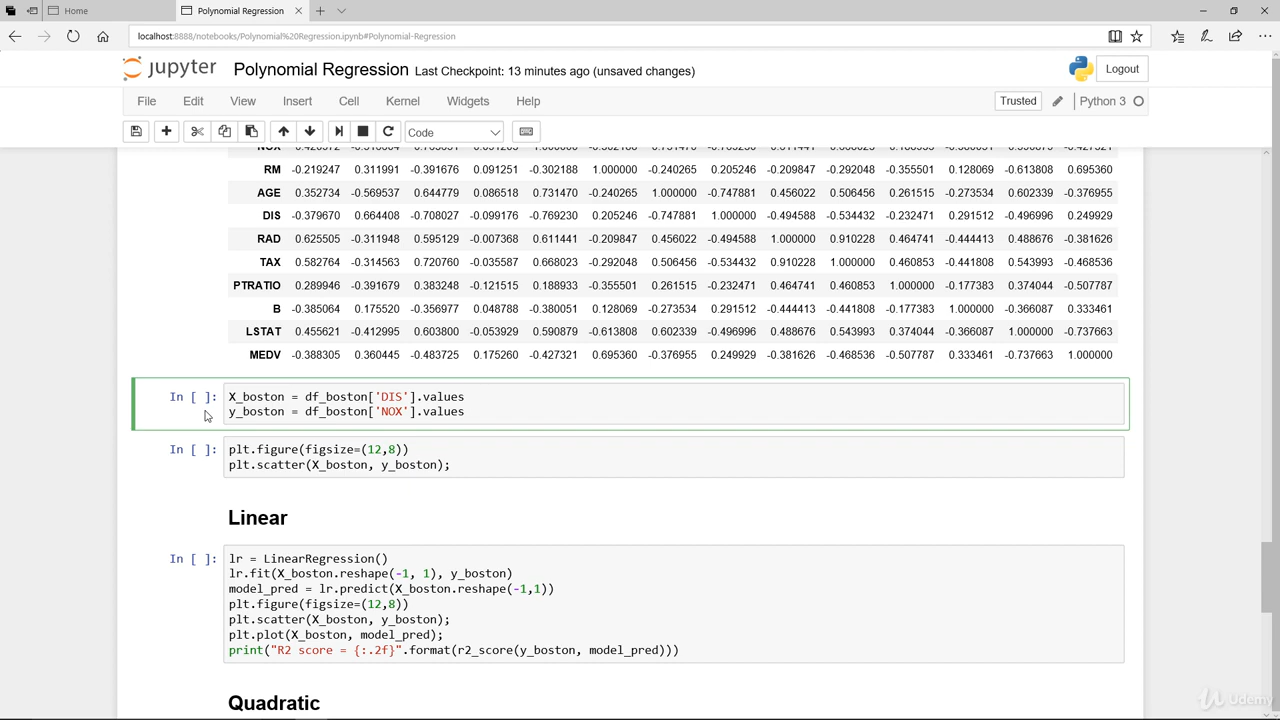 Home
Polynomial Regression
localhost:8888/notebooks/Polynomial%20Regression.ipynb#Polynomial-Regression
jupyter Polynomial Regression Last Checkpoint: 13 minutes ago (unsaved changes)
Logout
File Edit View Insert Cell Kernel Widgets Help
Trusted Python 3
Code
RM -0.219247 0.311991 -0.391676 0.091251 -0.302188 1.000000 -0.240265 0.205246 -0.209847 -0.292048 -0.355501 0.128069 -0.613808 0.695360
AGE 0.352734 -0.569537 0.644779 0.086518 0.731470 -0.240265 1.000000 -0.747881 0.456022 0.506456 0.261515 -0.273534 0.602339 -0.376955
DIS -0.379670 0.664408 -0.708027 -0.099176 -0.769230 0.205246 -0.747881 1.000000 -0.494588 -0.534432 -0.232471 0.291512 -0.496996 0.249929
RAD 0.625505 -0.311948 0.595129 -0.007368 0.611441 -0.209847 0.456022 -0.494588 1.000000 0.910228 0.464741 -0.444413 0.488676 -0.381626
TAX 0.582764 -0.314563 0.720760 -0.035587 0.668023 -0.292048 0.506456 -0.534432 0.910228 1.000000 0.460853 -0.441808 0.543993 -0.468536
PTRATIO 0.289946 -0.391679 0.383248 -0.121515 0.188933 -0.355501 0.261515 -0.232471 0.464741 0.460853 1.000000 -0.177383 0.374044 -0.507787
B -0.385064 0.175520 -0.356977 0.048788 -0.380051 0.128069 -0.273534 0.291512 -0.444413 -0.441808 -0.177383 1.000000 -0.366087 0.333461
LSTAT 0.455621 -0.412995 0.603800 -0.053929 0.590879 -0.613808 0.602339 -0.496996 0.488676 0.543993 0.374044 -0.366087 1.000000 -0.737663
MEDV -0.388305 0.360445 -0.483725 0.175260 -0.427321 0.695360 -0.376955 0.249929 -0.381626 -0.468536 -0.507787 0.333461 -0.737663 1.000000
In [ ]: X_boston = df_boston['DIS'].values
y_boston = df_boston['NOX'].values
In [ ]: plt.figure(figsize=(12,8))
plt.scatter(X_boston, y_boston);
Linear
In [ ]: lr = LinearRegression()
lr.fit(X_boston.reshape(-1, 1), y_boston)
model_pred = lr.predict(X_boston.reshape(-1,1))
plt.figure(figsize=(12,8))
plt.scatter(X_boston, y_boston);
plt.plot(X_boston, model_pred);
print("R2 score = {:.2f}".format(r2_score(y_boston, model_pred)))
Quadratic
Udemy